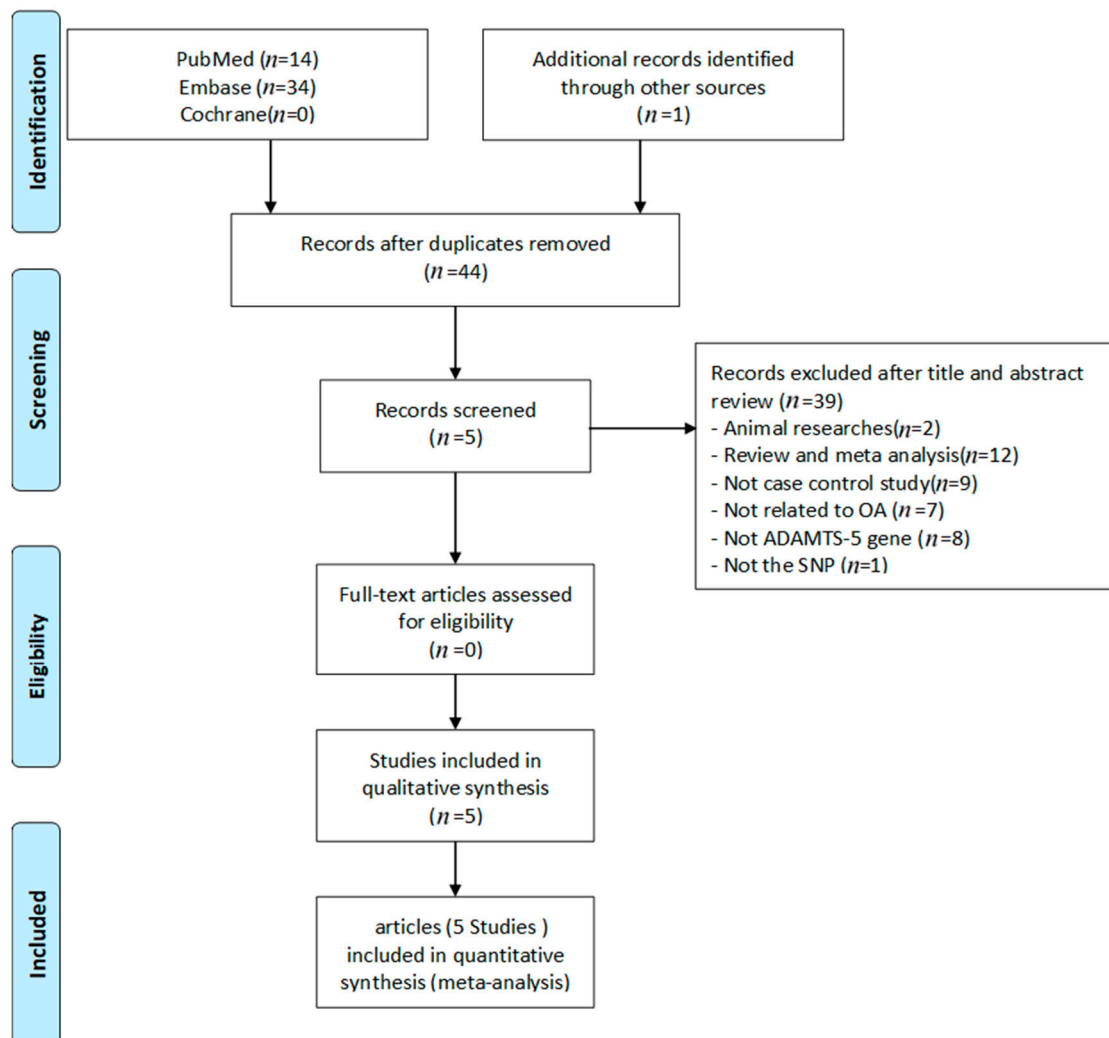 Identification
PubMed (n=14)
Embase (n=34)
Cochrane(n=0)
Additional records identified
through other sources
(n=1)
Records after duplicates removed
(n=44)
Screening
Records screened
(n=5)
Records excluded after title and abstract
review (n=39)
- Animal researches(n=2)
- Review and meta analysis(n=12)
- Not case control study(n=9)
- Not related to OA (n=7)
- Not ADAMTS-5 gene (n=8)
- Not the SNP (n=1)
Eligibility
Full-text articles assessed
for eligibility
(n=0)
Studies included in
qualitative synthesis
(n=5)
Included
articles (5 Studies )
included in quantitative
synthesis (meta-analysis)